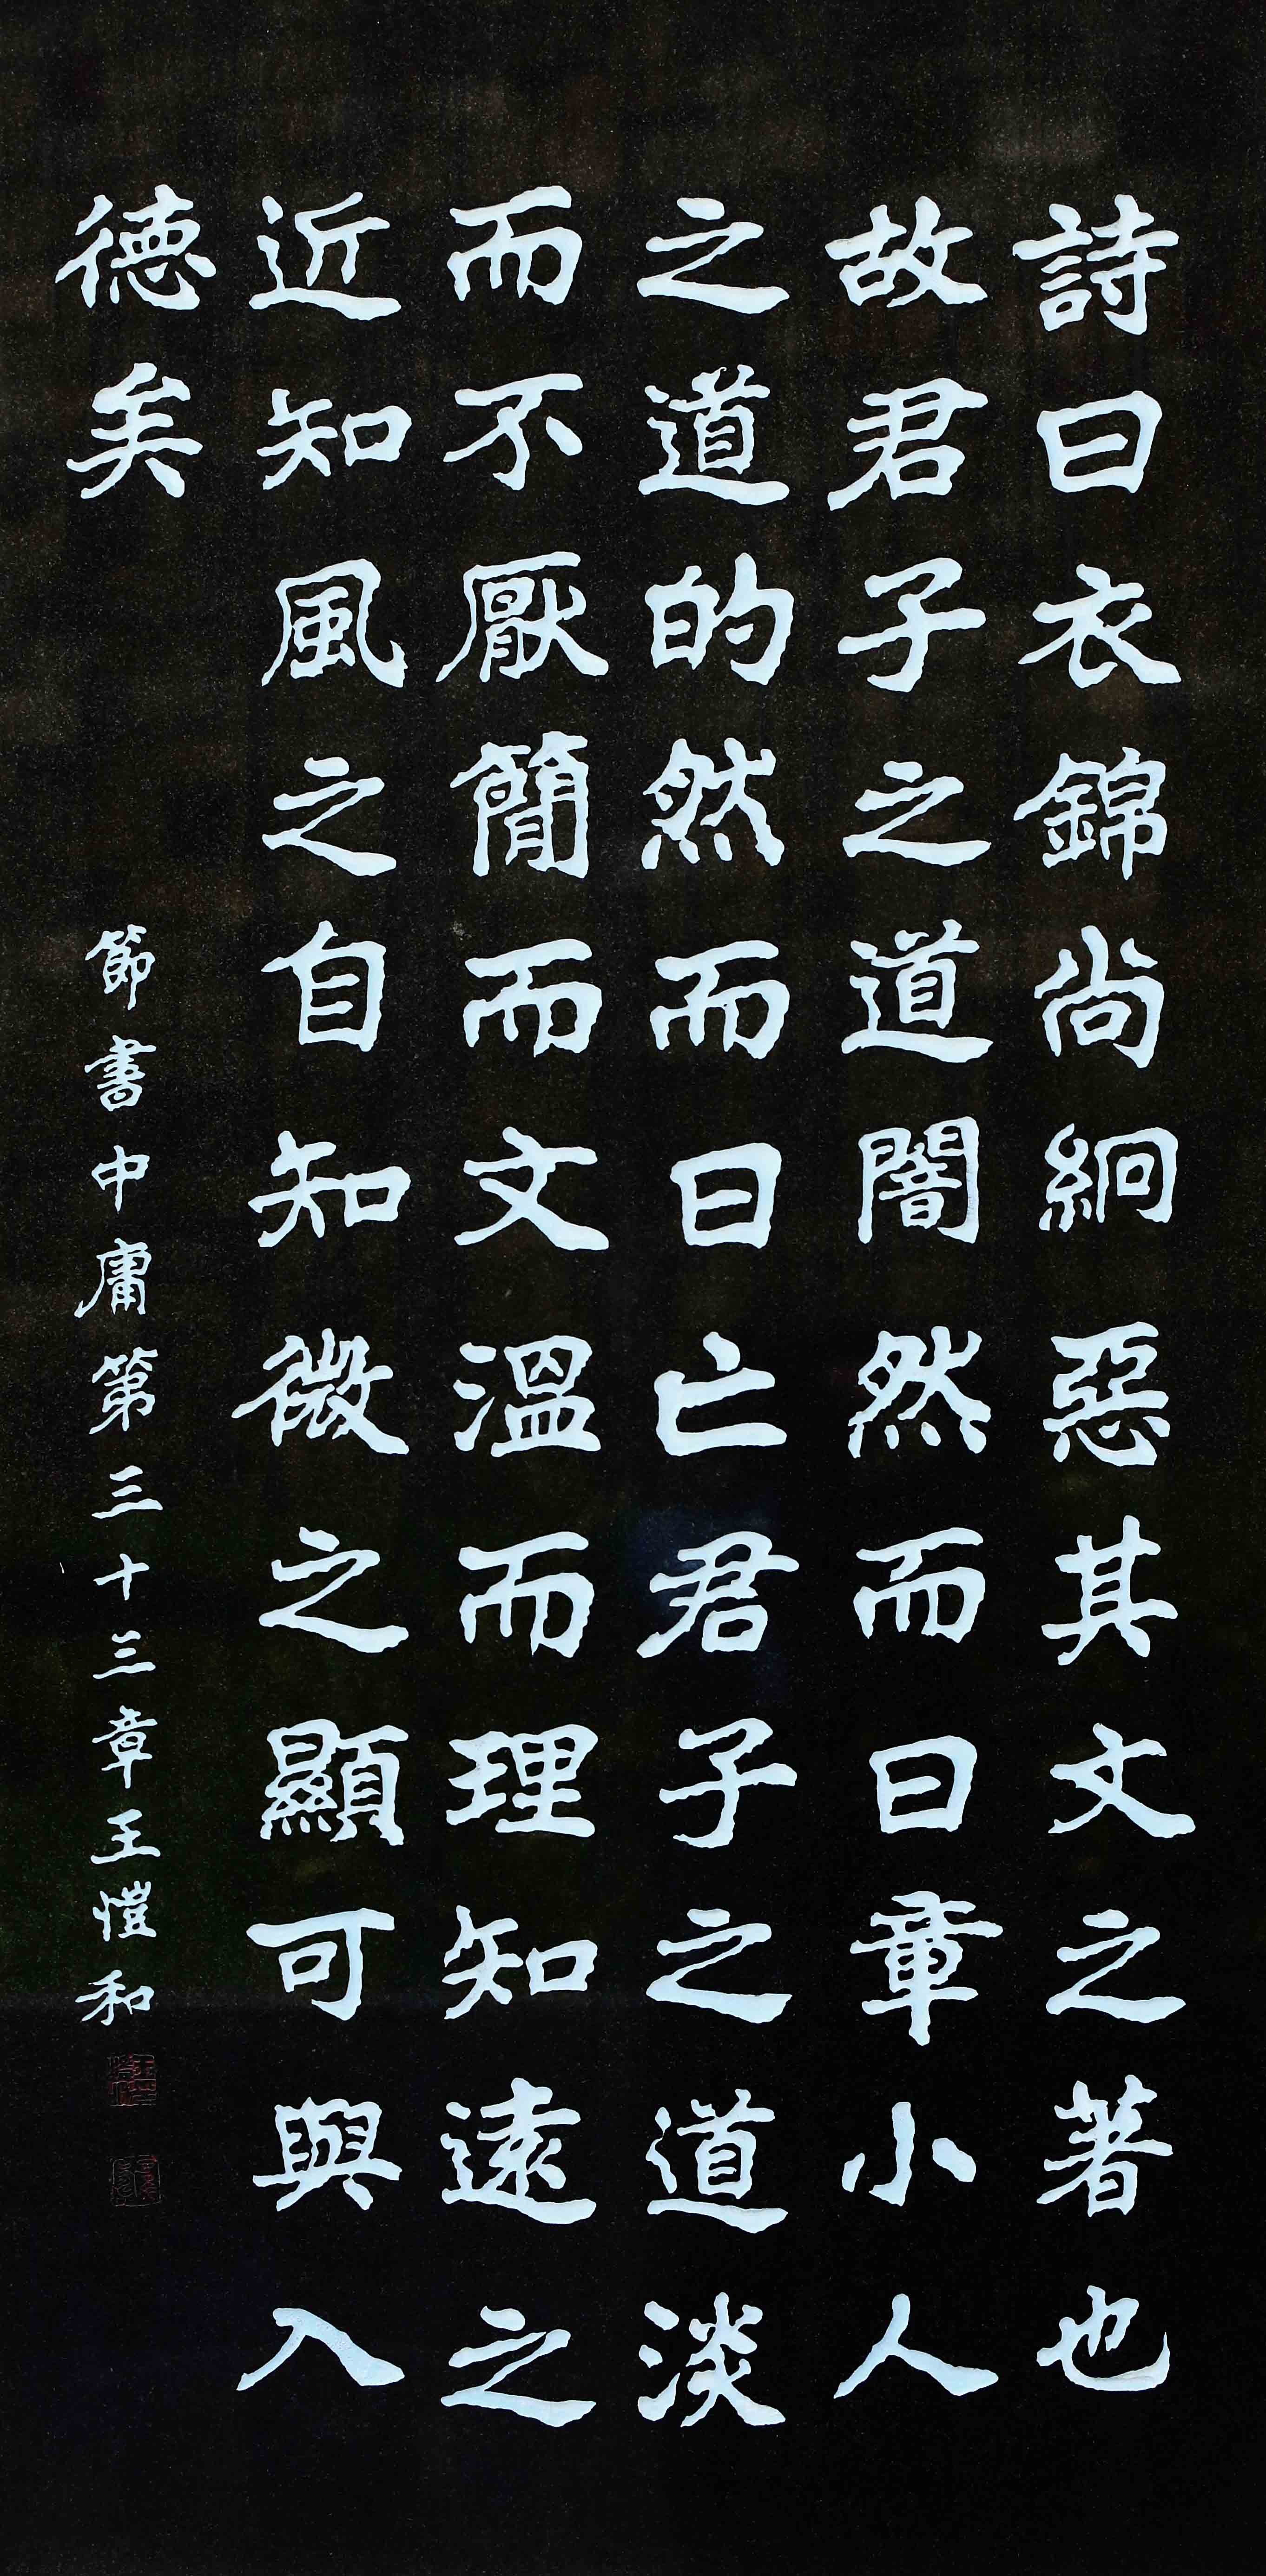 詩曰衣錦尚絅惡其文之著也
故君子之道闇然而日章小人
之道的然而日亡君子之道淡
而不厭簡而文溫而理知遠之
近知風之自知微之顯可與入
德矣
節書中庸第三十三章王愷和